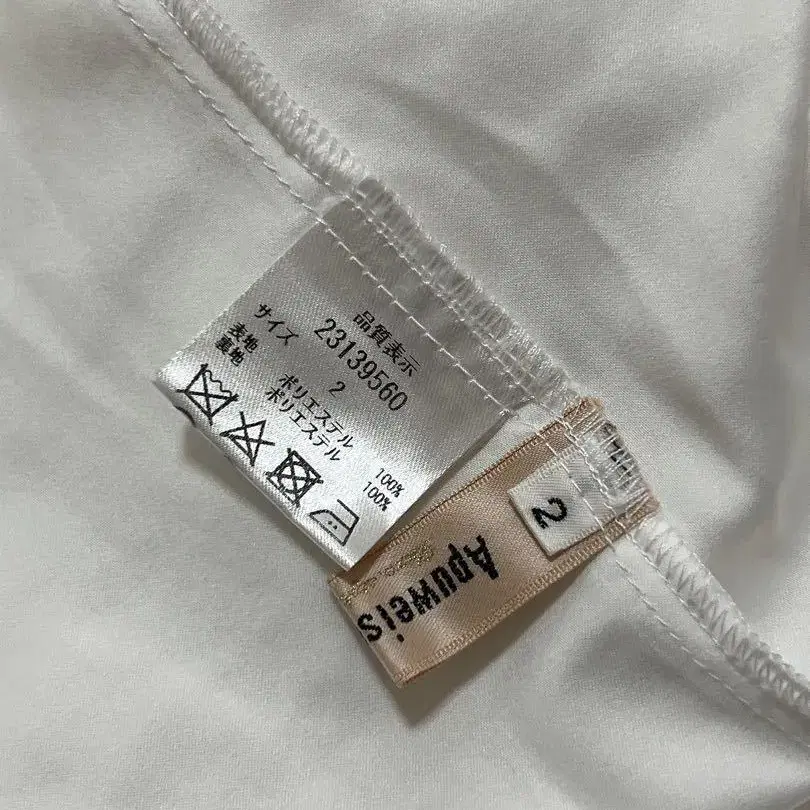 品質表示
23139560
サイズ 2
表地 ポリエステル 100%
裏地 ポリエステル 100%
2
Apuweis